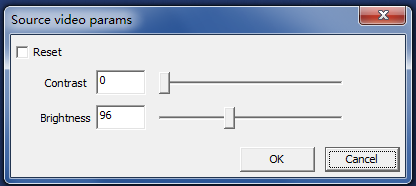 Source video params
Reset
Contrast 0
Brightness 96
OK Cancel